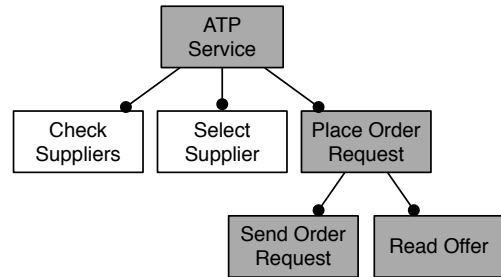 ATP
Service
Check
Suppliers
Select
Supplier
Place Order
Request
Send Order
Request
Read Offer